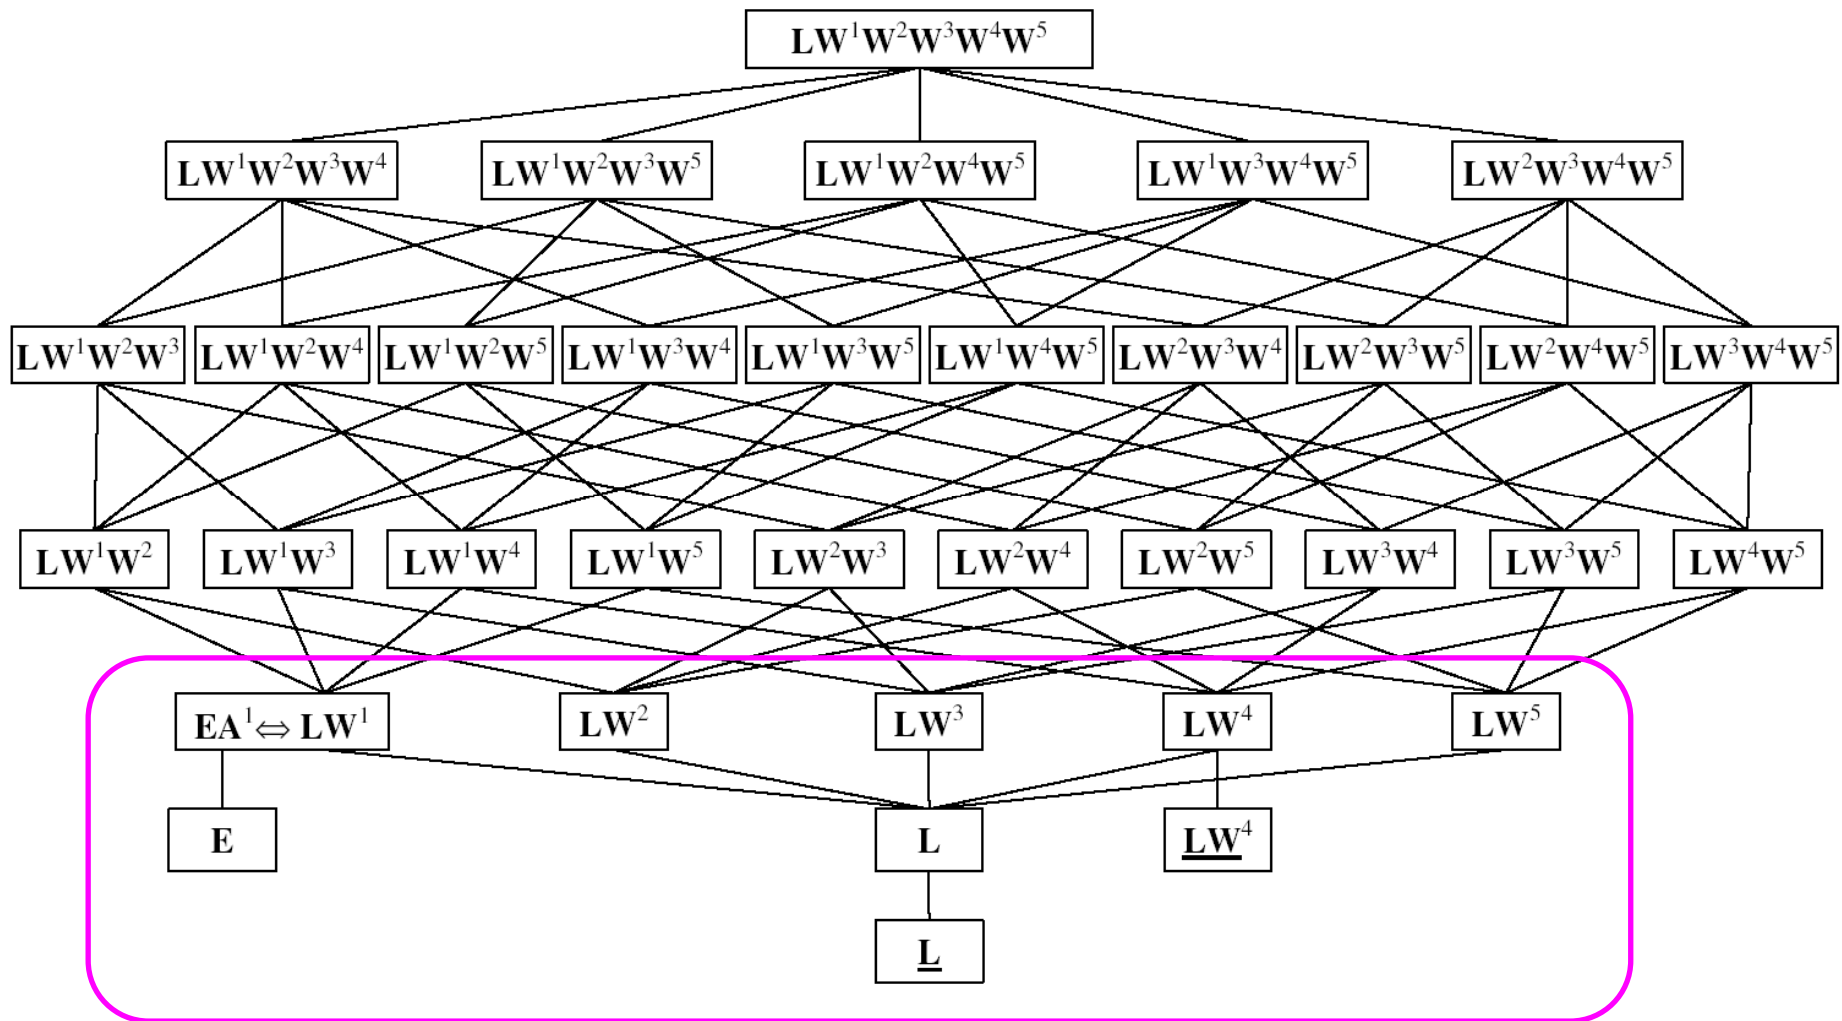 LW¹W²W³W⁴W⁵
LW¹W²W³W⁴ LW¹W²W³W⁵ LW¹W²W⁴W⁵ LW¹W³W⁴W⁵ LW²W³W⁴W⁵
LW¹W²W³ LW¹W²W⁴ LW¹W²W⁵ LW¹W³W⁴ LW¹W³W⁵ LW¹W⁴W⁵ LW²W³W⁴ LW²W³W⁵ LW²W⁴W⁵ LW³W⁴W⁵
LW¹W² LW¹W³ LW¹W⁴ LW¹W⁵ LW²W³ LW²W⁴ LW²W⁵ LW³W⁴ LW³W⁵ LW⁴W⁵
EA¹⇔ LW¹ LW² LW³ LW⁴ LW⁵
E L LW⁴
L